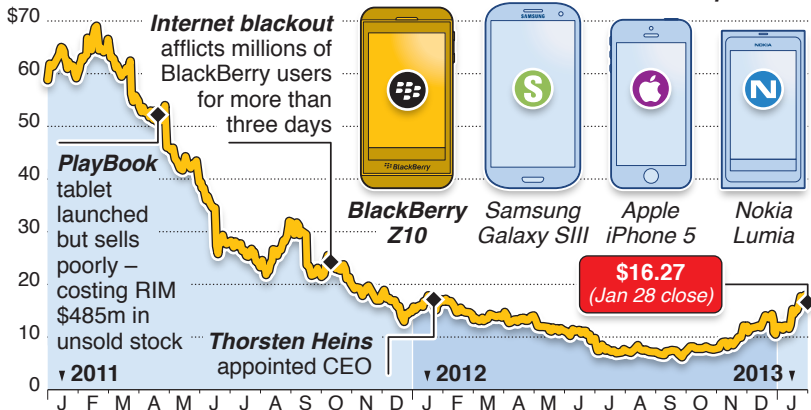 $70
60
50
40
30
20
10
0
Internet blackout
afflicts millions of
BlackBerry users
for more than
three days
PlayBook
tablet
launched
but sells
poorly –
costing RIM
$485m in
unsold stock
Thorsten Heins
appointed CEO
BlackBerry
SAMSUNG
S
NOKIA
N
BlackBerry
Z10
Samsung
Galaxy SIII
Apple
iPhone 5
Nokia
Lumia
$16.27
(Jan 28 close)
▼ 2011
▼ 2012
2013 ▼
J F M A M J J A S O N D J F M A M J J A S O N D J